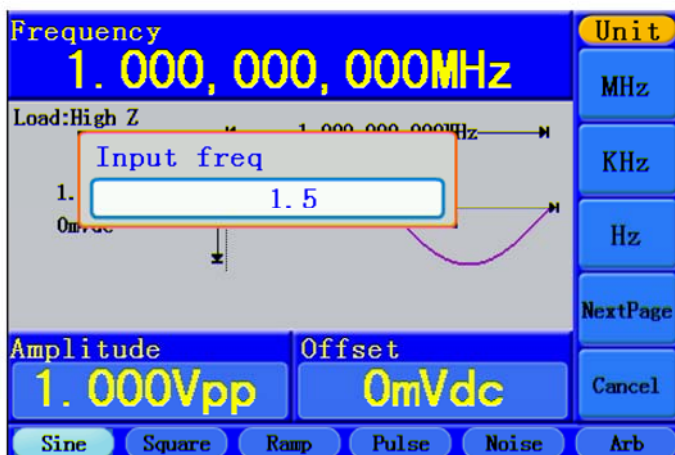 Frequency
1.000,000,000MHz
Load:High Z
Input freq
1.5
1.
Amplitude
1.000Vpp
Offset
0mVdc
Unit
MHz
KHz
Hz
NextPage
Cancel
Sine
Square
Ramp
Pulse
Noise
Arb